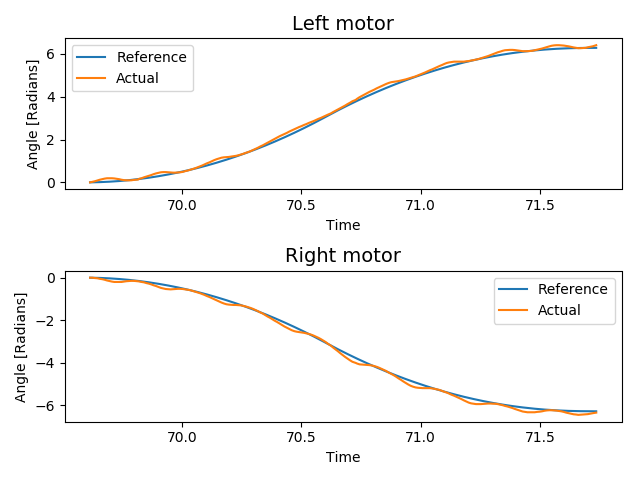 Left motor
Angle [Radians]
6
4
2
0
Reference
Actual
70.0 70.5 71.0 71.5
Time
Right motor
Angle [Radians]
0
−2
−4
−6
Reference
Actual
70.0 70.5 71.0 71.5
Time